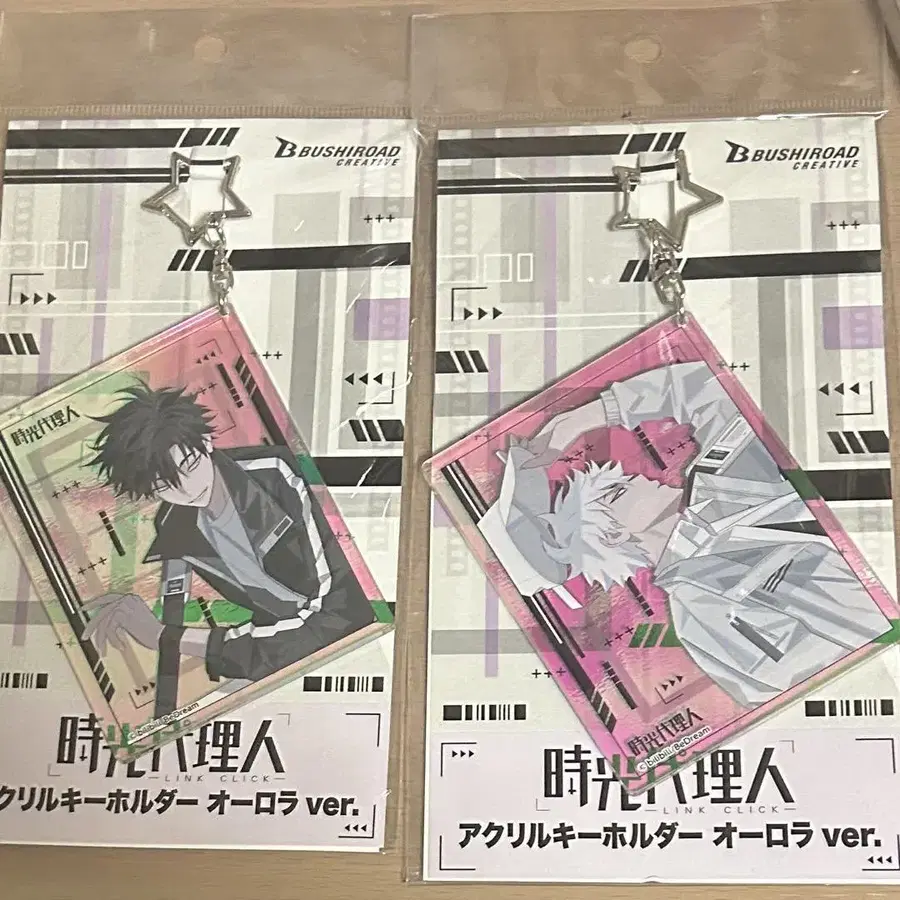 BUSHIROAD
CREATIVE
時光代理人
©bilibili/BeDream
時光代理人
LINK CLICK
クリルキーホルダー オーロラ ver.
BUSHIROAD
CREATIVE
時光代理人
©bilibili/BeDream
時光代理人
LINK CLICK
アクリルキーホルダー オーロラ ver.